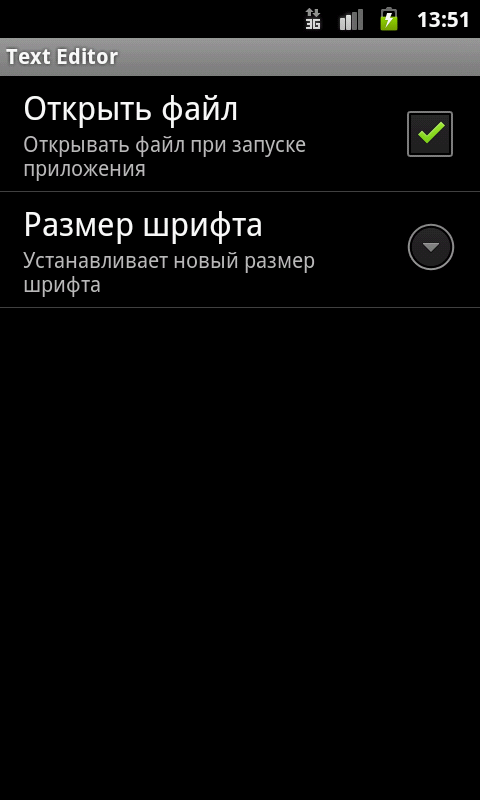 3G 13:51
Text Editor
Открыть файл
Открывать файл при запуске
приложения
Размер шрифта
Устанавливает новый размер
шрифта